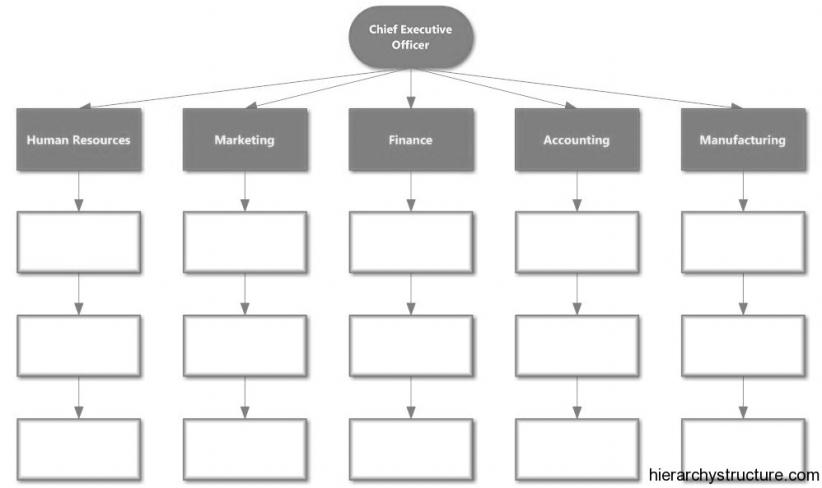 Chief Executive
Officer
Human Resources
Marketing
Finance
Accounting
Manufacturing
hierarchystructure.com